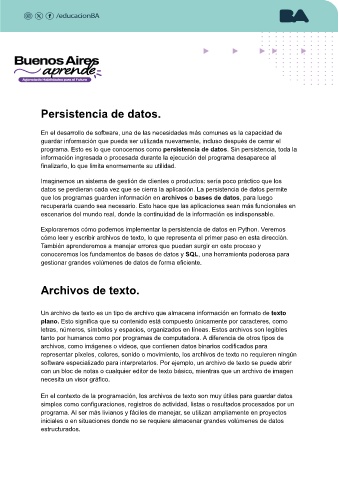 /educacionBA
BA
Buenos Aires
aprende
Persistencia de datos.
En el desarrollo de software, una de las necesidades más comunes es la capacidad de
guardar información que pueda ser utilizada nuevamente, incluso después de cerrar el
programa. Esto es lo que conocemos como persistencia de datos. Sin persistencia, toda la
información ingresada o procesada durante la ejecución del programa desaparece al
finalizarlo, lo que limita enormemente su utilidad.
Imaginemos un sistema de gestión de clientes o productos: sería poco práctico que los
datos se perdieran cada vez que se cierra la aplicación. La persistencia de datos permite
que los programas guarden información en archivos o bases de datos, para luego
recuperarla cuando sea necesario. Esto hace que las aplicaciones sean más funcionales en
escenarios del mundo real, donde la continuidad de la información es indispensable.
Exploraremos cómo podemos implementar la persistencia de datos en Python. Veremos
cómo leer y escribir archivos de texto, lo que representa el primer paso en esta dirección.
También aprenderemos a manejar errores que puedan surgir en este proceso y
conoceremos los fundamentos de bases de datos y SQL, una herramienta poderosa para
gestionar grandes volúmenes de datos de forma eficiente.
Archivos de texto.
Un archivo de texto es un tipo de archivo que almacena información en formato de texto
plano. Esto significa que su contenido está compuesto únicamente por caracteres, como
letras, números, símbolos y espacios, organizados en líneas. Estos archivos son legibles
tanto por humanos como por programas de computadora. A diferencia de otros tipos de
archivos, como imágenes o videos, que contienen datos binarios codificados para
representar píxeles, colores, sonido o movimiento, los archivos de texto no requieren ningún
software especializado para interpretarlos. Por ejemplo, un archivo de texto se puede abrir
con un bloc de notas o cualquier editor de texto básico, mientras que un archivo de imagen
necesita un visor gráfico.
En el contexto de la programación, los archivos de texto son muy útiles para guardar datos
simples como configuraciones, registros de actividad, listas o resultados procesados por un
programa. Al ser más livianos y fáciles de manejar, se utilizan ampliamente en proyectos
iniciales o en situaciones donde no se requiere almacenar grandes volúmenes de datos
estructurados.